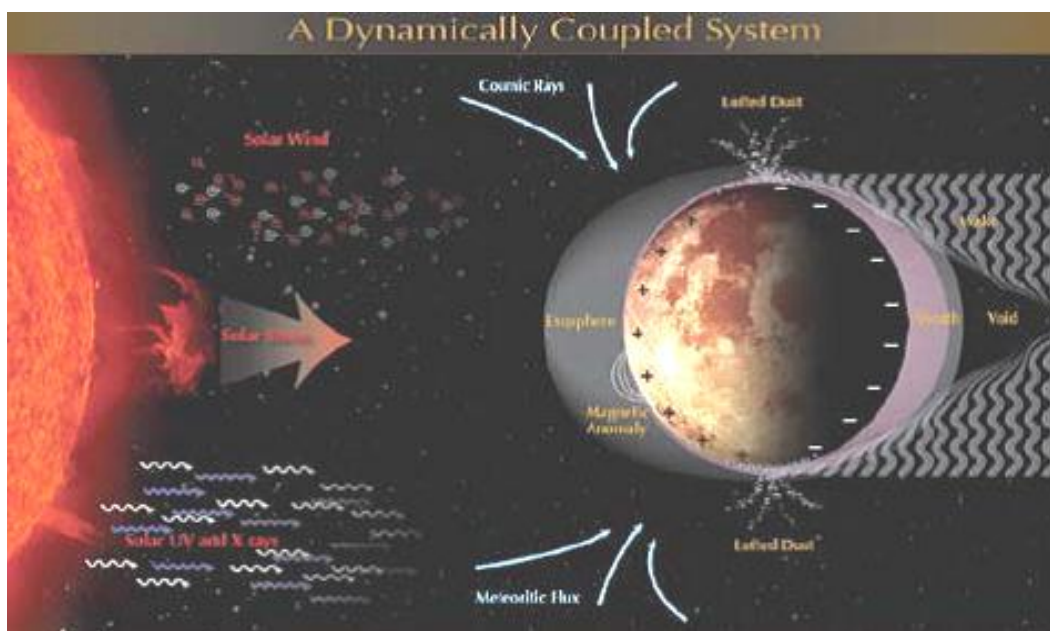 A Dynamically Coupled System
Cosmic Rays
Lofted Dust
Solar Wind
Wake
Solar
Exosphere
Void
Magnetic
Anomaly
Solar UV and X rays
Lofted Dust
Meteoritic Flux